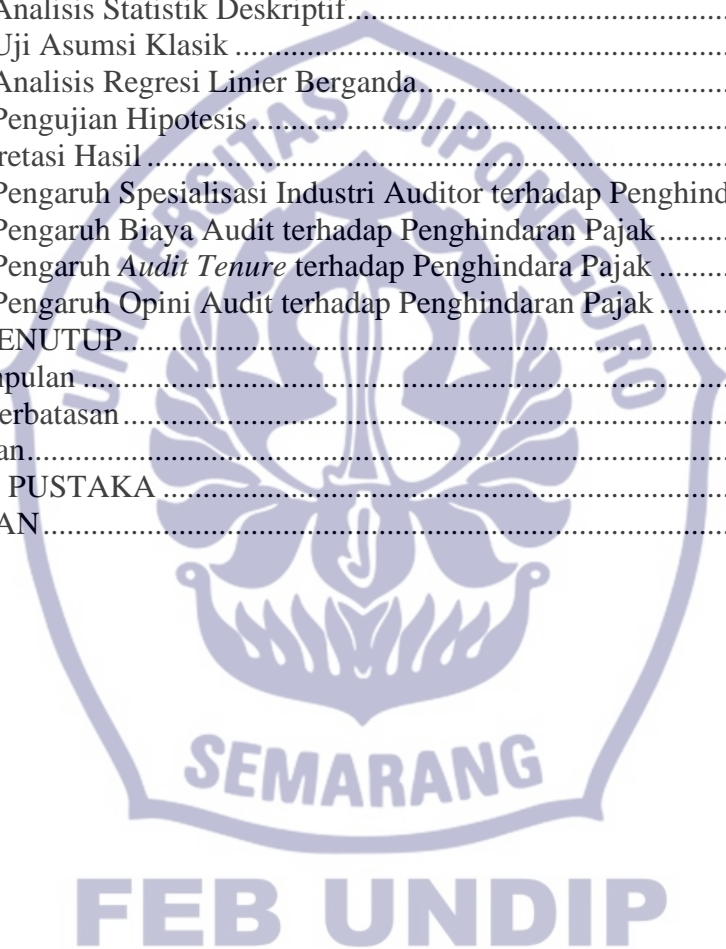 Analisis Statistik Deskriptif
Uji Asumsi Klasik
Analisis Regresi Linier Berganda
Pengujian Hipotesis
retasi Hasil
Pengaruh Spesialisasi Industri Auditor terhadap Penghind
Pengaruh Biaya Audit terhadap Penghindaran Pajak
Pengaruh Audit Tenure terhadap Penghindara Pajak
Pengaruh Opini Audit terhadap Penghindaran Pajak
ENUTUP
pulan
erbatasan
an
PUSTAKA
AN
UNIVERSITAS DIPONEGORO
SEMARANG
FEB UNDIP